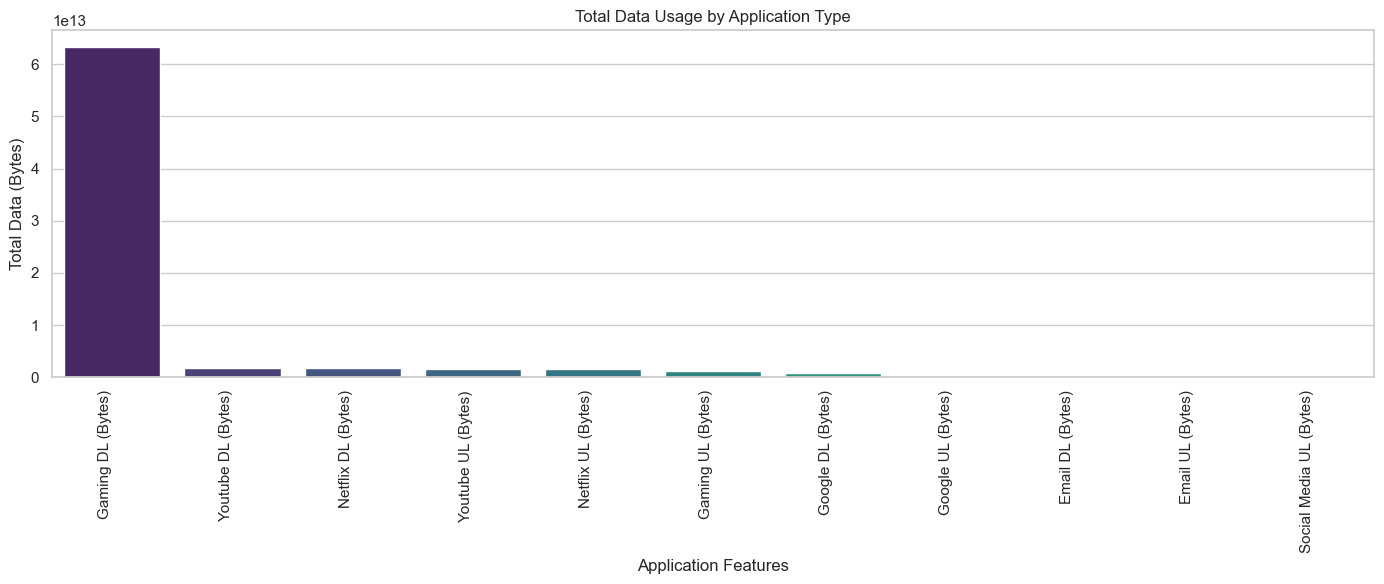 Total Data Usage by Application Type
1e13
6
5
4
3
2
1
0
Total Data (Bytes)
Gaming DL (Bytes)
Youtube DL (Bytes)
Netflix DL (Bytes)
Youtube UL (Bytes)
Netflix UL (Bytes)
Gaming UL (Bytes)
Google DL (Bytes)
Google UL (Bytes)
Email DL (Bytes)
Email UL (Bytes)
Social Media UL (Bytes)
Application Features